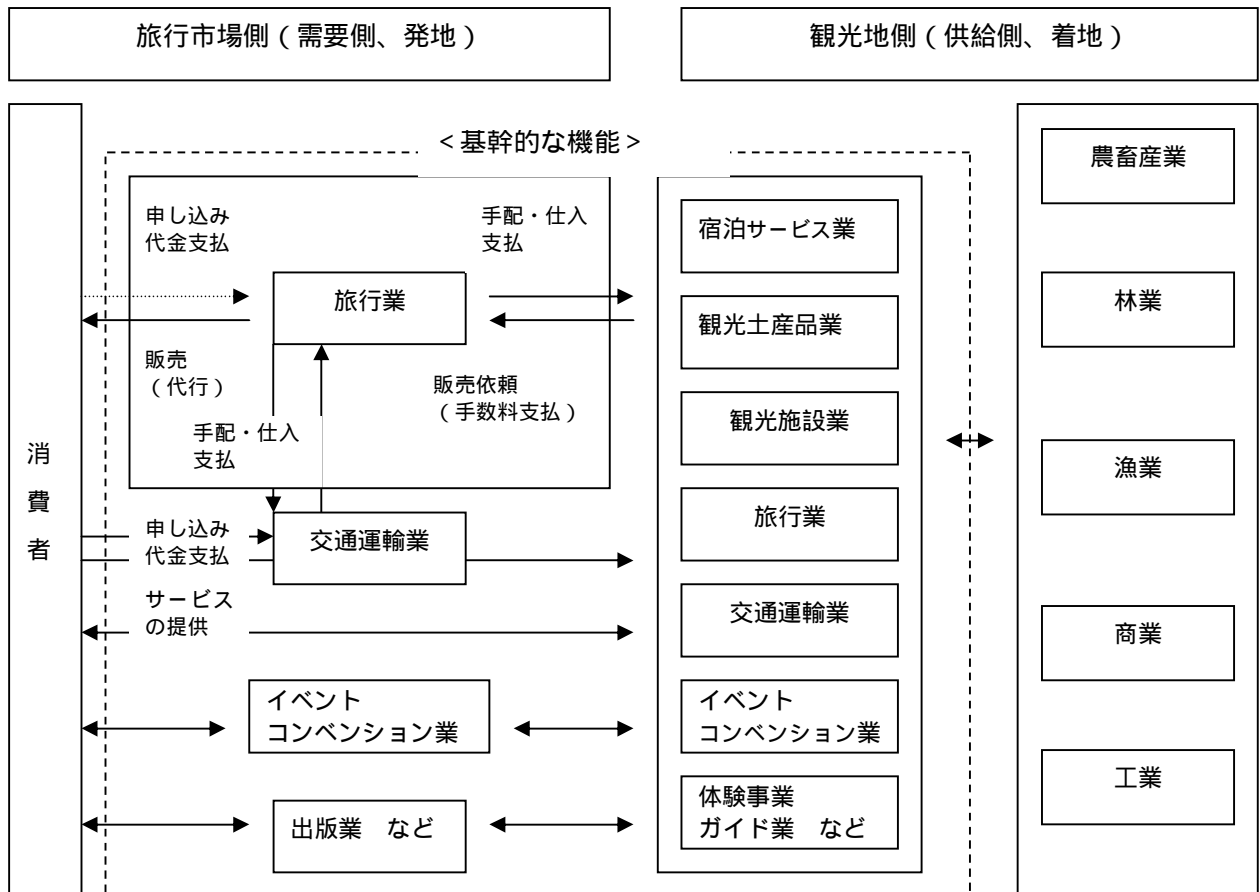 旅行市場側(需要側、発地)
観光地側(供給側、着地)
<基幹的な機能>
消
費
者
申し込み
代金支払
手配・仕入
支払
旅行業
販売
(代行)
販売依頼
(手数料支払)
手配・仕入
支払
申し込み
代金支払
交通運輸業
サービス
の提供
イベント
コンベンション業
出版業 など
宿泊サービス業
観光土産品業
観光施設業
旅行業
交通運輸業
イベント
コンベンション業
体験事業
ガイド業 など
農畜産業
林業
漁業
商業
工業